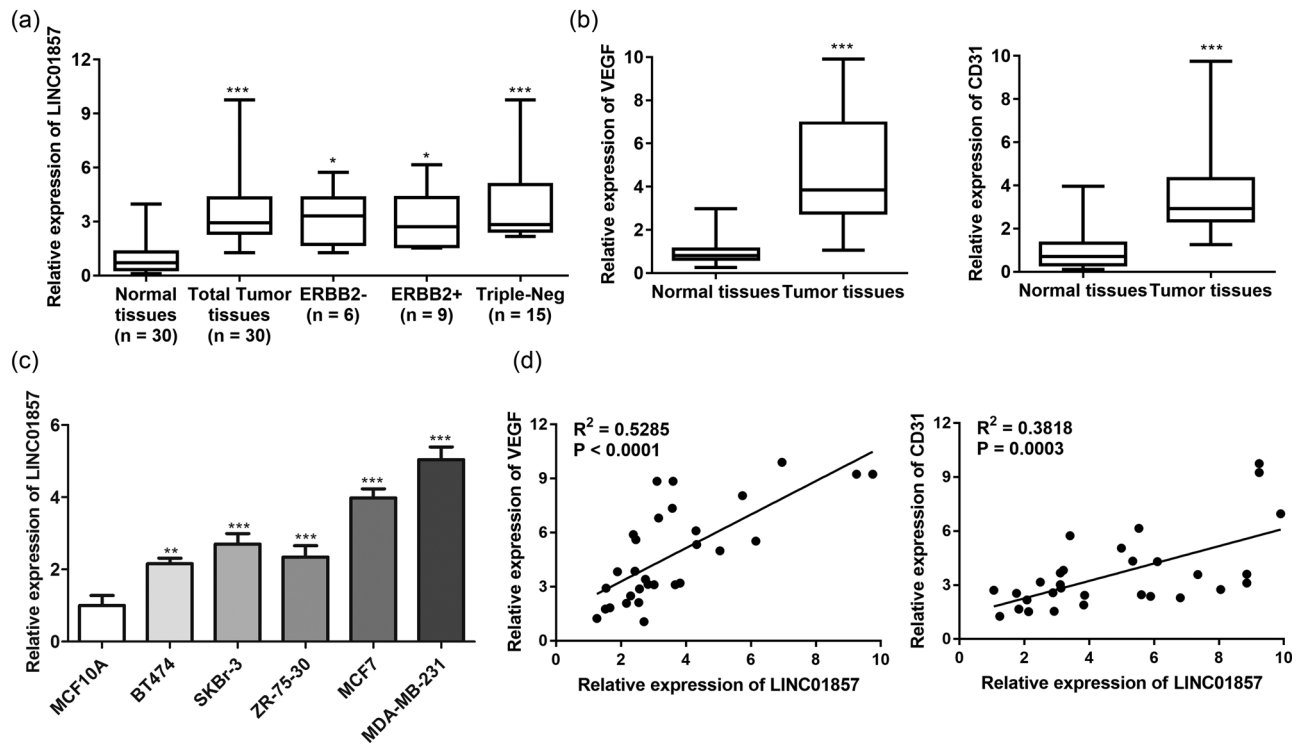 (a)
Relative expression of LINC01857
12
9
6
3
0
***
*
*
***
Normal
tissues
(n = 30)
Total Tumor
tissues
(n = 30)
ERBB2-
(n = 6)
ERBB2+
(n = 9)
Triple-Neg
(n = 15)
(b)
Relative expression of VEGF
10
8
6
4
2
0
***
Normal tissues
Tumor tissues
Relative expression of CD31
10
8
6
4
2
0
***
Normal tissues
Tumor tissues
(c)
Relative expression of LINC01857
6
4
2
0
**
***
***
***
***
MCF10A
BT474
SKBr-3
ZR-75-30
MCF7
MDA-MB-231
(d)
Relative expression of VEGF
12
9
6
3
0
R² = 0.5285
P < 0.0001
0
2
4
6
8
10
Relative expression of LINC01857
Relative expression of CD31
12
9
6
3
0
R² = 0.3818
P = 0.0003
0
2
4
6
8
10
Relative expression of LINC01857